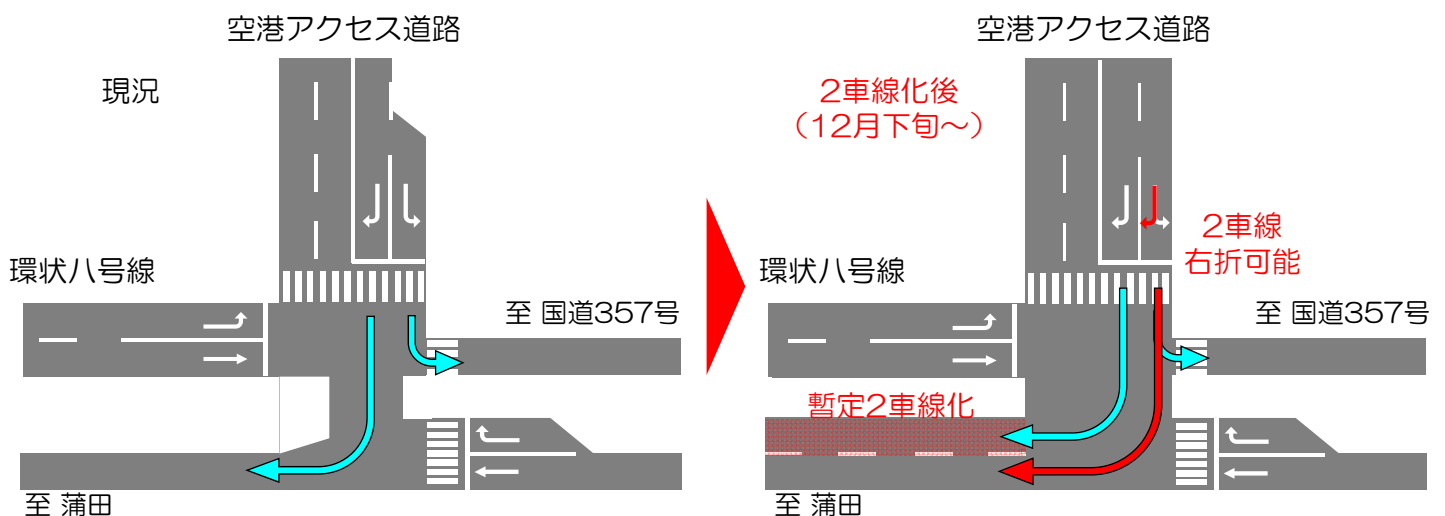 空港アクセス道路
現況
環状八号線
至 国道357号
至 蒲田
空港アクセス道路
2車線化後
（12月下旬～）
2車線
右折可能
環状八号線
至 国道357号
暫定2車線化
至 蒲田